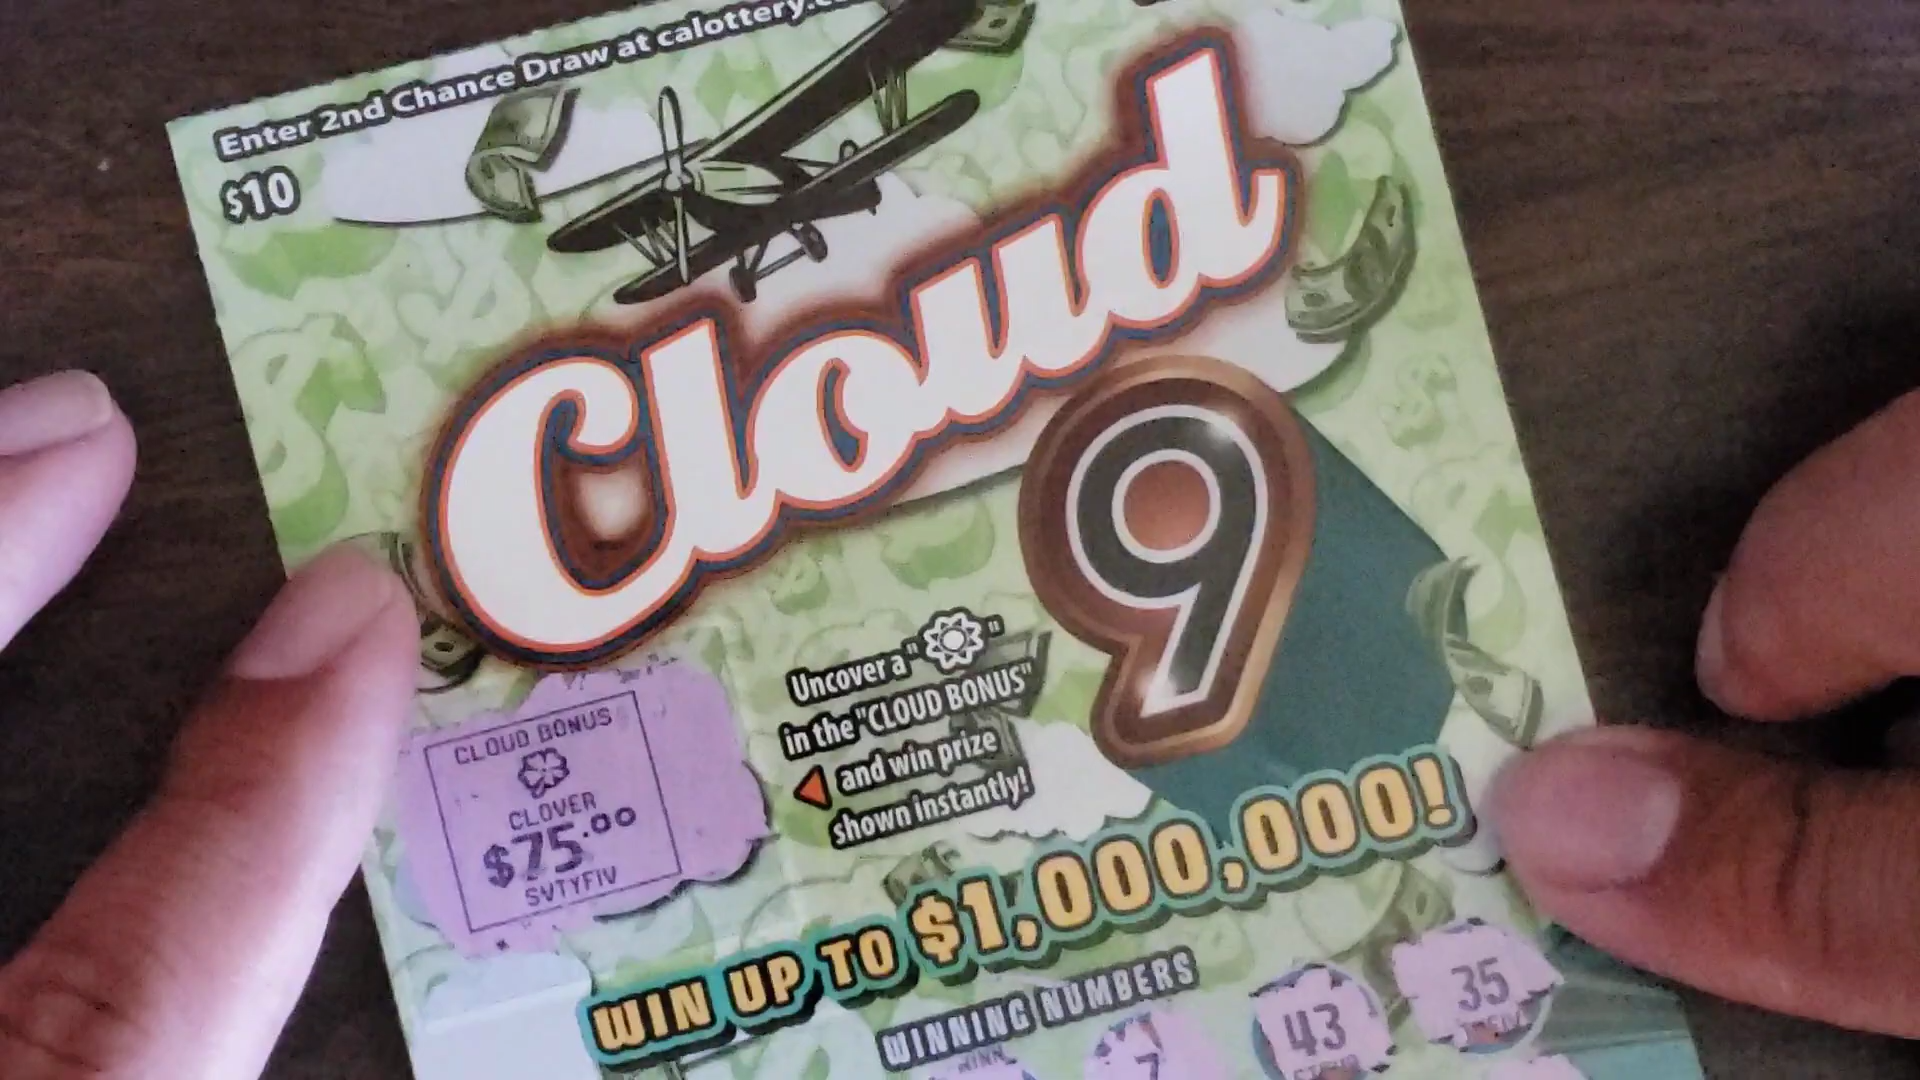 Enter 2nd Chance Draw at calottery.
$10
Cloud
9
Uncover a " "
in the "CLOUD BONUS"
and win prize
shown instantly!
CLOUD BONUS
CLOVER
$75.00
SVTYFIV
WIN UP TO $1,000,000!
WINNING NUMBERS
7
43
35